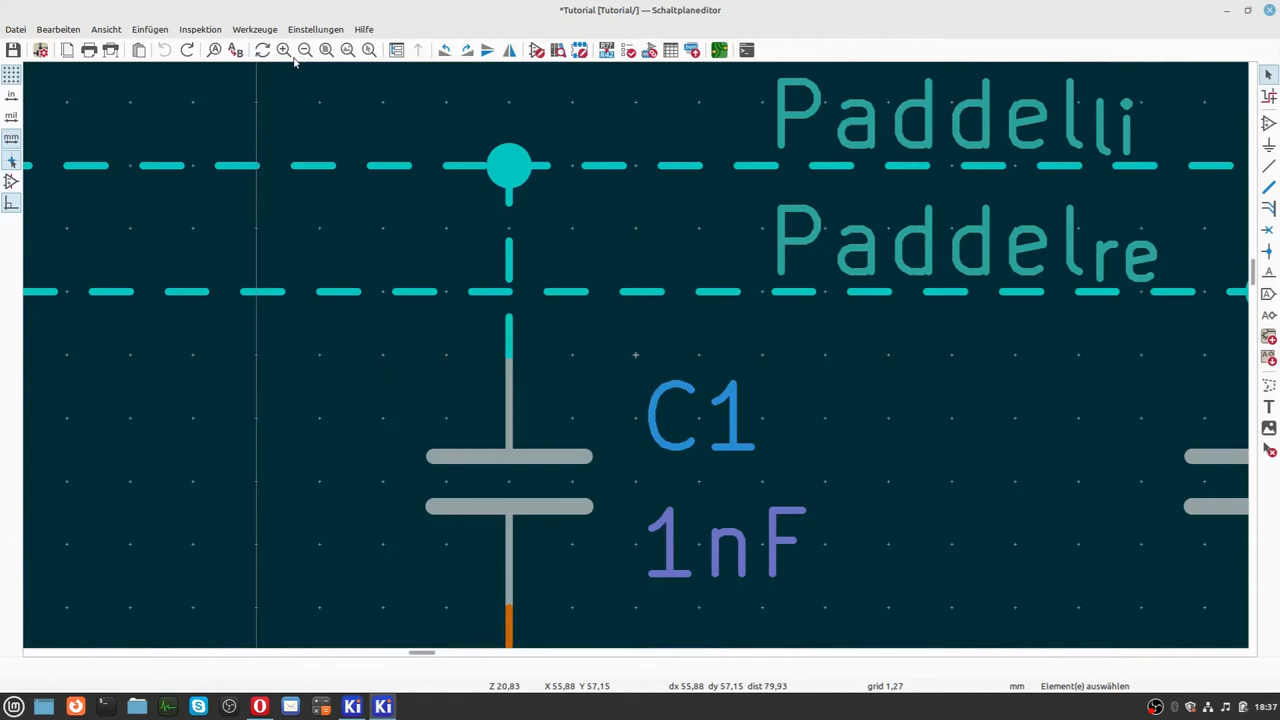 *Tutorial [Tutorial/] — Schaltplaneditor
Datei Bearbeiten Ansicht Einfügen Inspektion Werkzeuge Einstellungen Hilfe
in
mil
mm
Paddelli
Paddelre
C1
1nF
Z 20,83 X 55,88 Y 57,15 dx 55,88 dy 57,15 dist 79,93 grid 1,27 mm Element(e) auswählen
Ki Ki 18:37